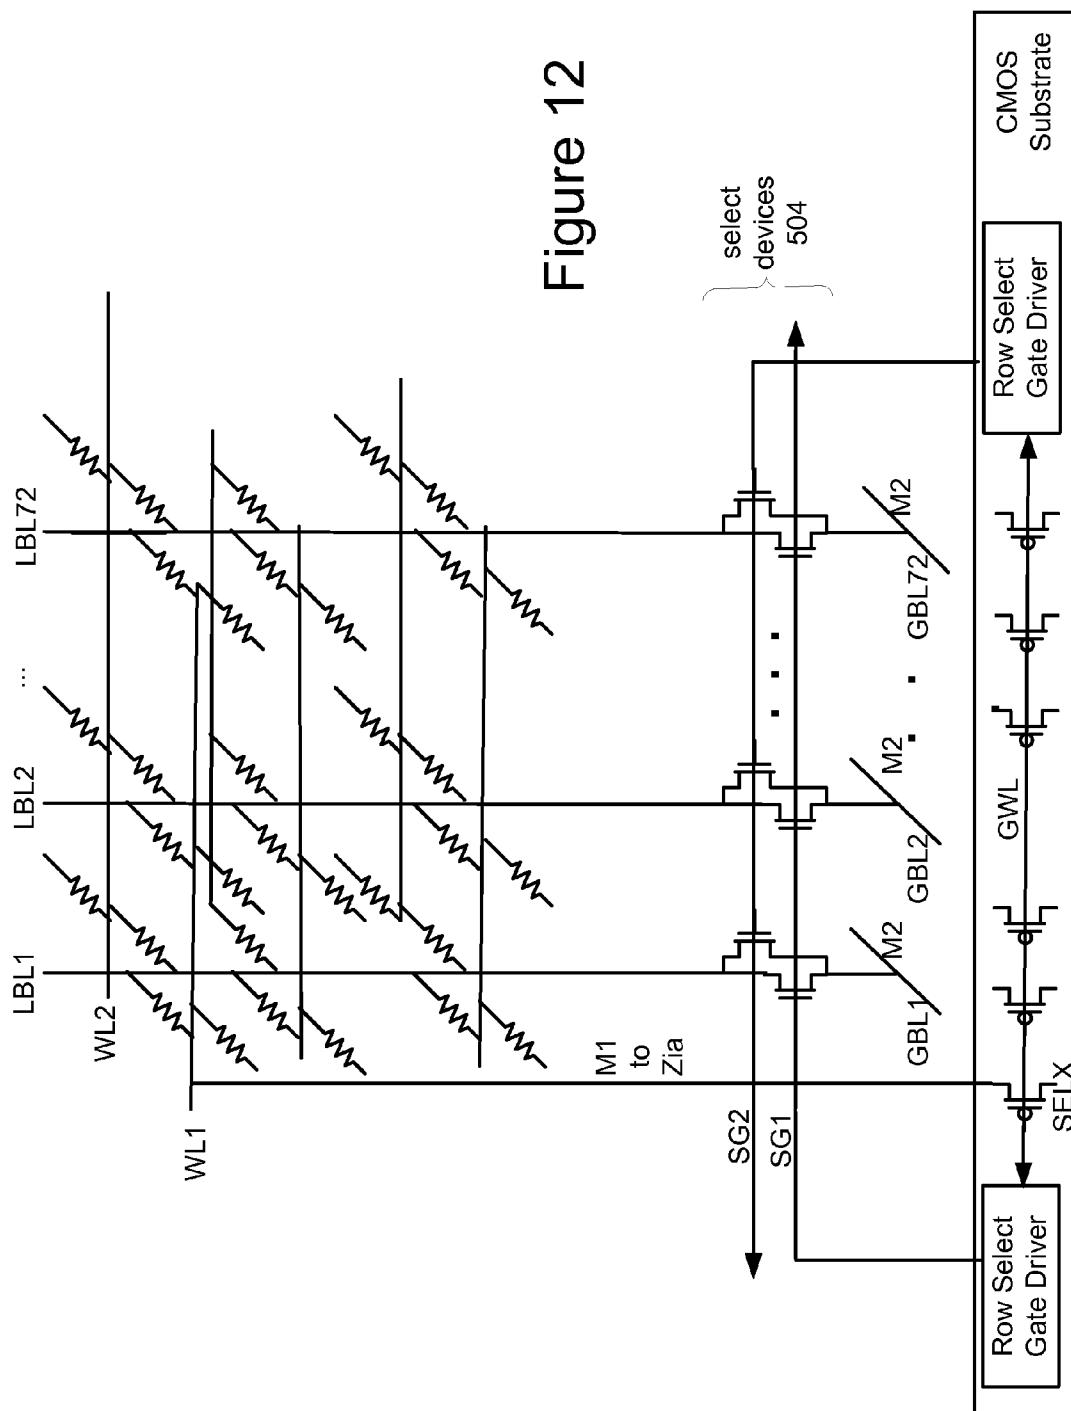 LBL1
LBL2
...
LBL72
WL2
WL1
Figure 12
M1
to
Zia
SG2
SG1
select
devices
504
M2
M2
M2
GBL1
GBL2
GBL72
GWL
SELX
Row Select
Gate Driver
Row Select
Gate Driver
CMOS
Substrate